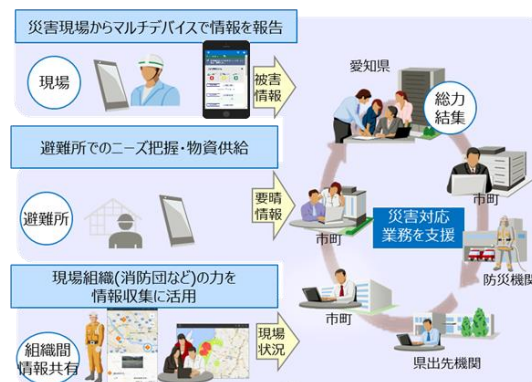 災害現場からマルチデバイスで情報を報告
現場
被害
情報
避難所でのニーズ把握・物資供給
避難所
要晴
情報
現場組織(消防団など)の力を
情報収集に活用
組織間
情報共有
現場
状況
愛知県
総力
結集
市町
市町
災害対応
業務を支援
防災機関
市町
県出先機関